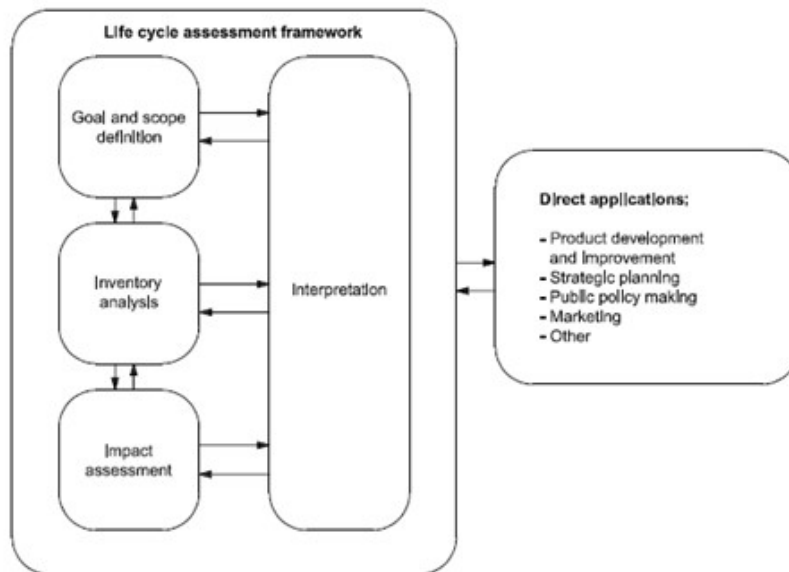 Life cycle assessment framework
Goal and scope
definition
Inventory
analysis
Impact
assessment
Interpretation
Direct applications:
- Product development
and improvement
- Strategic planning
- Public policy making
- Marketing
- Other